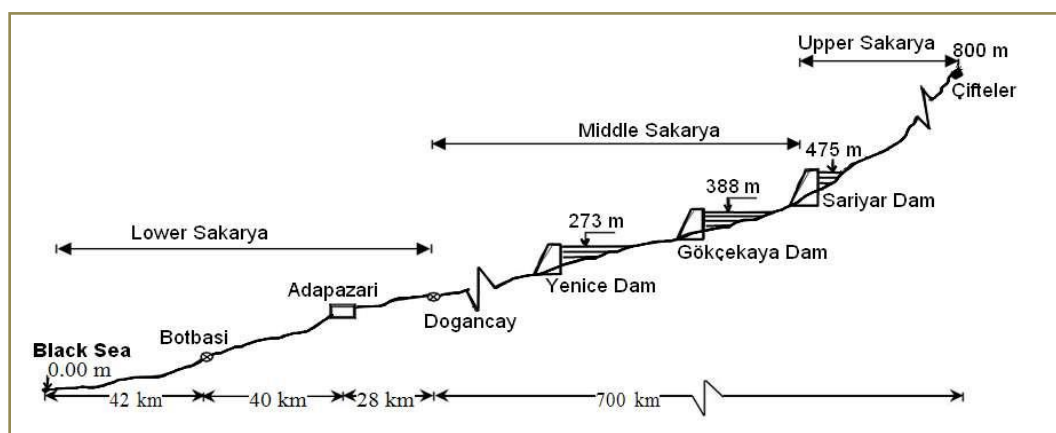 Upper Sakarya
800 m
Çifteler
Middle Sakarya
475 m
Sariyar Dam
388 m
Gökçekaya Dam
273 m
Yenice Dam
Lower Sakarya
Adapazari
Dogancay
Botbasi
Black Sea
0.00 m
42 km
40 km
28 km
700 km